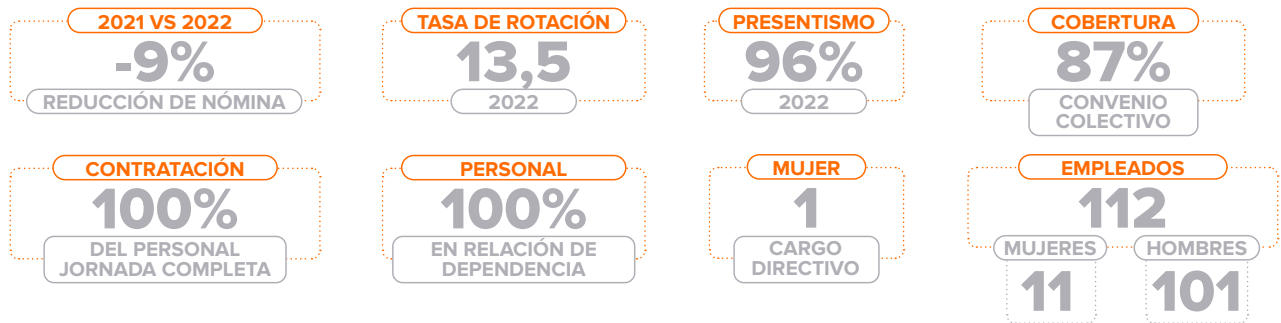 2021 VS 2022
-9%
REDUCCIÓN DE NÓMINA
TASA DE ROTACIÓN
13,5
2022
PRESENTISMO
96%
2022
COBERTURA
87%
CONVENIO
COLECTIVO
CONTRATACIÓN
100%
DEL PERSONAL
JORNADA COMPLETA
PERSONAL
100%
EN RELACIÓN DE
DEPENDENCIA
MUJER
1
CARGO
DIRECTIVO
EMPLEADOS
112
MUJERES
11
HOMBRES
101